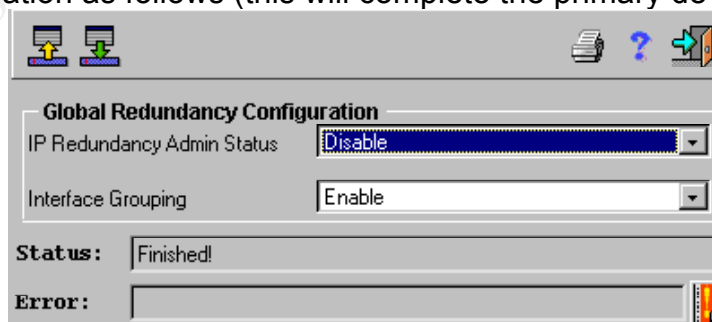 ation as follows (this will complete the primary de
Global Redundancy Configuration
IP Redundancy Admin Status Disable
Interface Grouping Enable
Status: Finished!
Error: